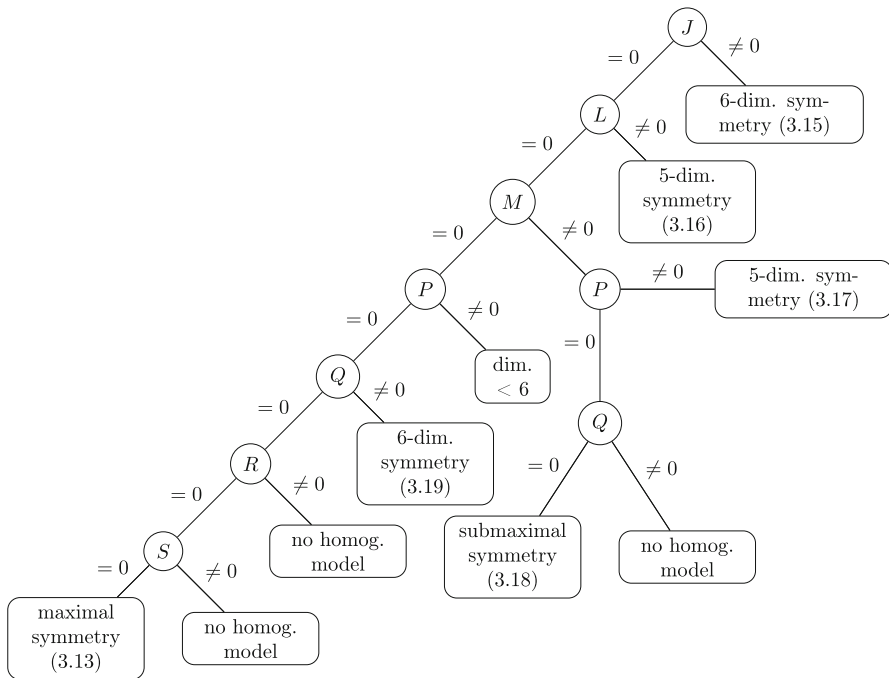 J
= 0
≠ 0
6-dim. sym-
metry (3.15)
L
= 0
≠ 0
5-dim.
symmetry
(3.16)
M
= 0
≠ 0
P
≠ 0
5-dim. sym-
metry (3.17)
P
= 0
≠ 0
dim.
< 6
= 0
Q
= 0
≠ 0
6-dim.
symmetry
(3.19)
Q
= 0
≠ 0
submaximal
symmetry
(3.18)
no homog.
model
R
= 0
≠ 0
no homog.
model
S
= 0
≠ 0
maximal
symmetry
(3.13)
no homog.
model